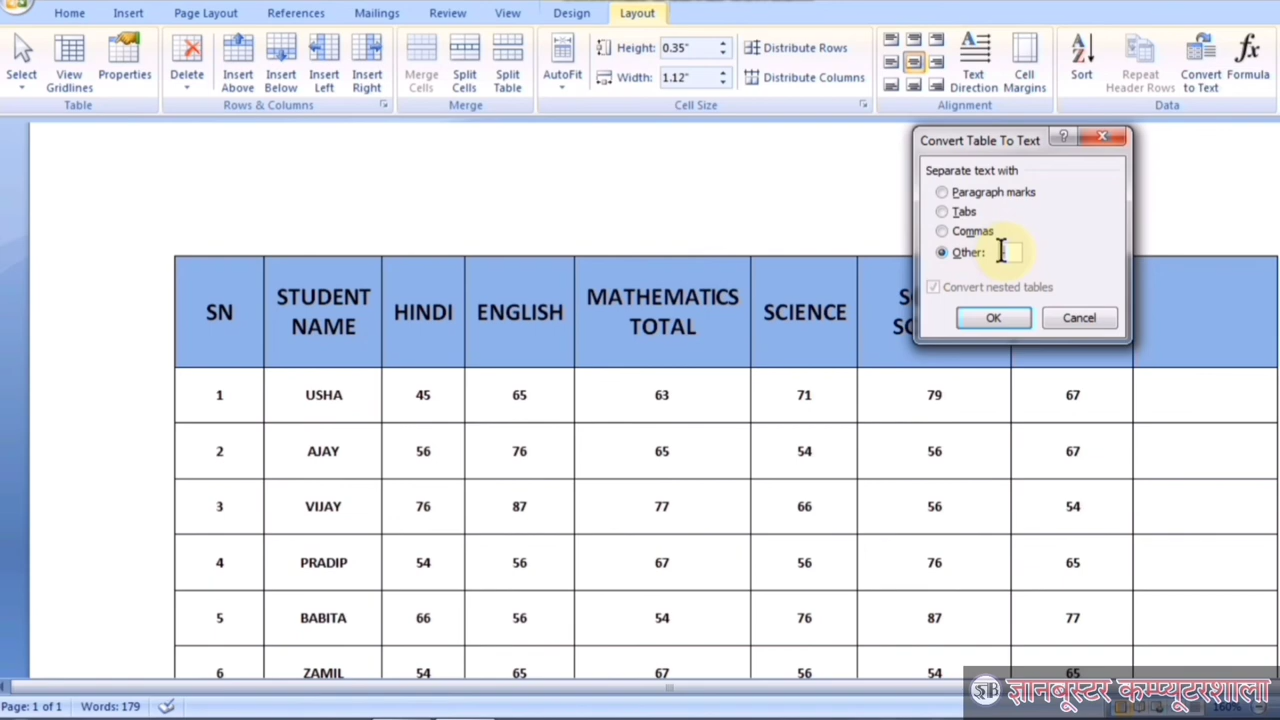 Home Insert Page Layout References Mailings Review View Design Layout
Select
View
Gridlines
Properties
Table
Delete
Insert
Above
Insert
Below
Insert
Left
Insert
Right
Rows & Columns
Merge
Cells
Split
Cells
Split
Table
Merge
AutoFit
Height: 0.35"
Width: 1.12"
Distribute Rows
Distribute Columns
Cell Size
Text
Direction
Cell
Margins
Alignment
Sort
Repeat
Header Rows
Convert
to Text
Formula
Data
Convert Table To Text
Separate text with
Paragraph marks
Tabs
Commas
Other:
Convert nested tables
OK Cancel
SN STUDENT NAME HINDI ENGLISH MATHEMATICS TOTAL SCIENCE
1 USHA 45 65 63 71 79 67
2 AJAY 56 76 65 54 56 67
3 VIJAY 76 87 77 66 56 54
4 PRADIP 54 56 67 56 76 65
5 BABITA 66 56 54 76 87 77
6 ZAMIL 54 65 67 56 54 65
ज्ञानबूस्टर कम्प्यूटरशाला
Page: 1 of 1 Words: 179 160%